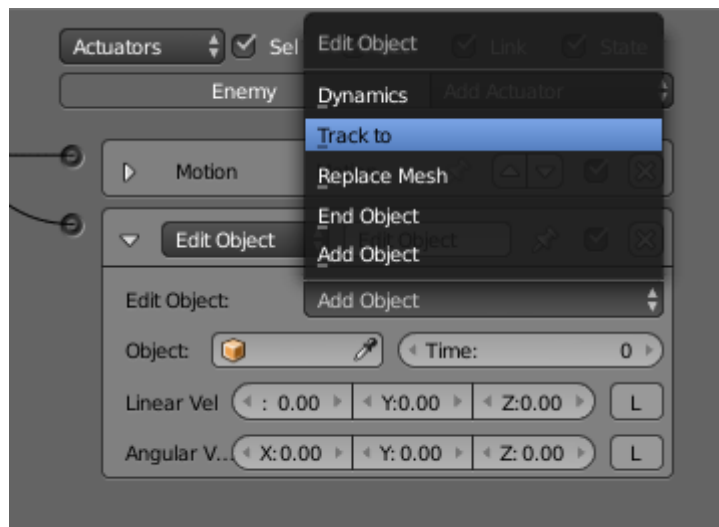 Actuators Sel Edit Object Link State
Enemy Add Actuator
Dynamics
Track to
Motion
Replace Mesh
End Object
Edit Object Edit Object
Add Object
Edit Object: Add Object
Object: Time: 0
Linear Vel : 0.00 Y:0.00 Z:0.00 L
Angular V... X:0.00 Y: 0.00 Z: 0.00 L